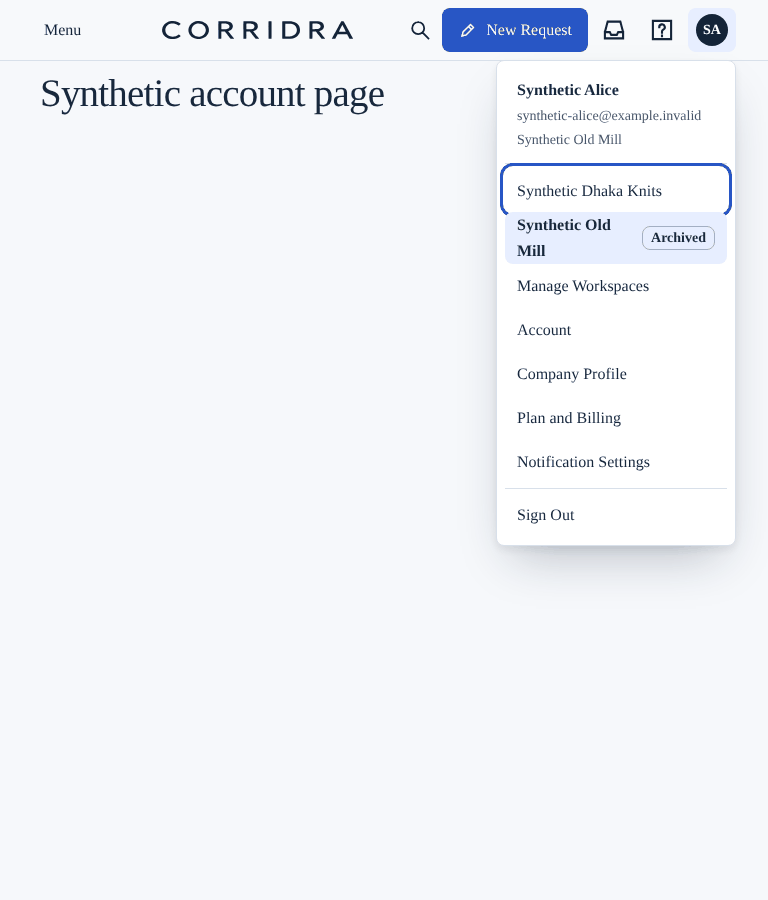 Menu
CORRIDRA
New Request
SA
Synthetic account page
Synthetic Alice
synthetic-alice@example.invalid
Synthetic Old Mill
Synthetic Dhaka Knits
Synthetic Old
Mill
Archived
Manage Workspaces
Account
Company Profile
Plan and Billing
Notification Settings
Sign Out